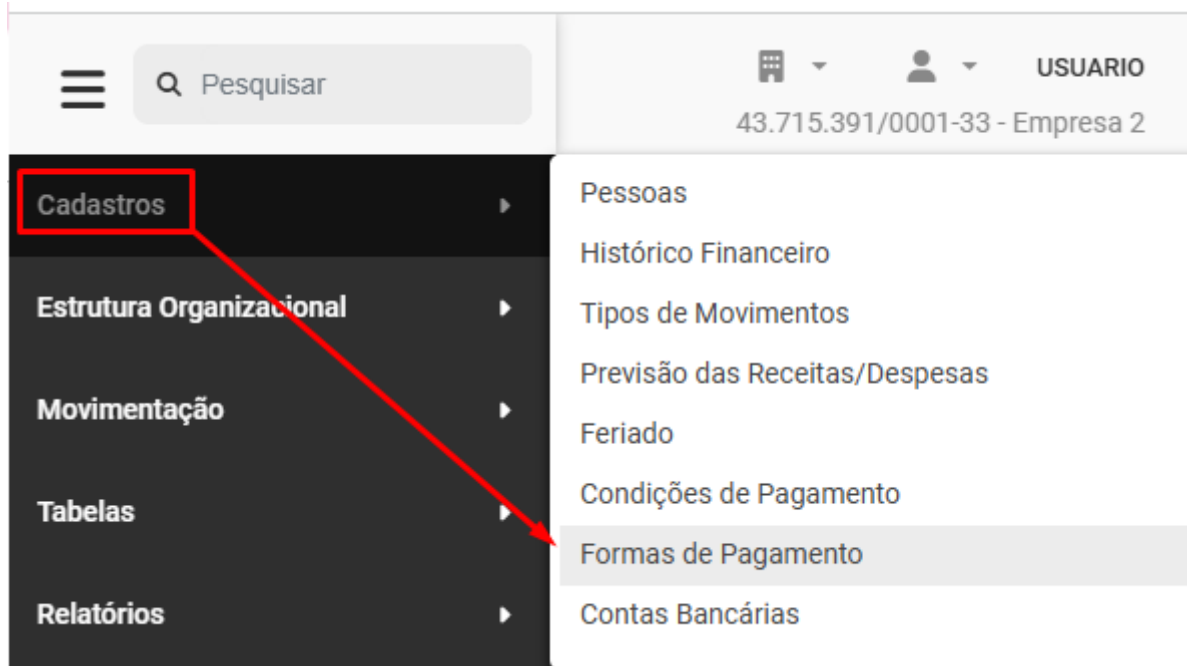 Pesquisar
USUARIO
43.715.391/0001-33 - Empresa 2
Cadastros
Estrutura Organizacional
Movimentação
Tabelas
Relatórios
Pessoas
Histórico Financeiro
Tipos de Movimentos
Previsão das Receitas/Despesas
Feriado
Condições de Pagamento
Formas de Pagamento
Contas Bancárias